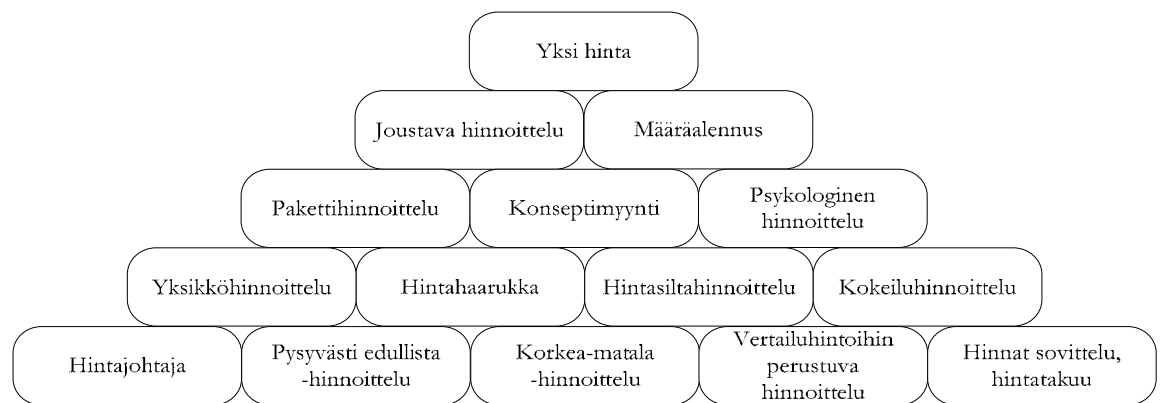 Yksi hinta
Joustava hinnoittelu
Määräalennus
Pakettihinnoittelu
Konseptimyynti
Psykologinen
hinnoittelu
Yksikköhinnoittelu
Hintahaarukka
Hintasiltahinnoittelu
Kokeiluhinnoittelu
Hintajohtaja
Pysyvästi edullista
-hinnoittelu
Korkea-matala
-hinnoittelu
Vertailuhintoihin
perustuva
hinnoittelu
Hinnat sovittelu,
hintatakuu